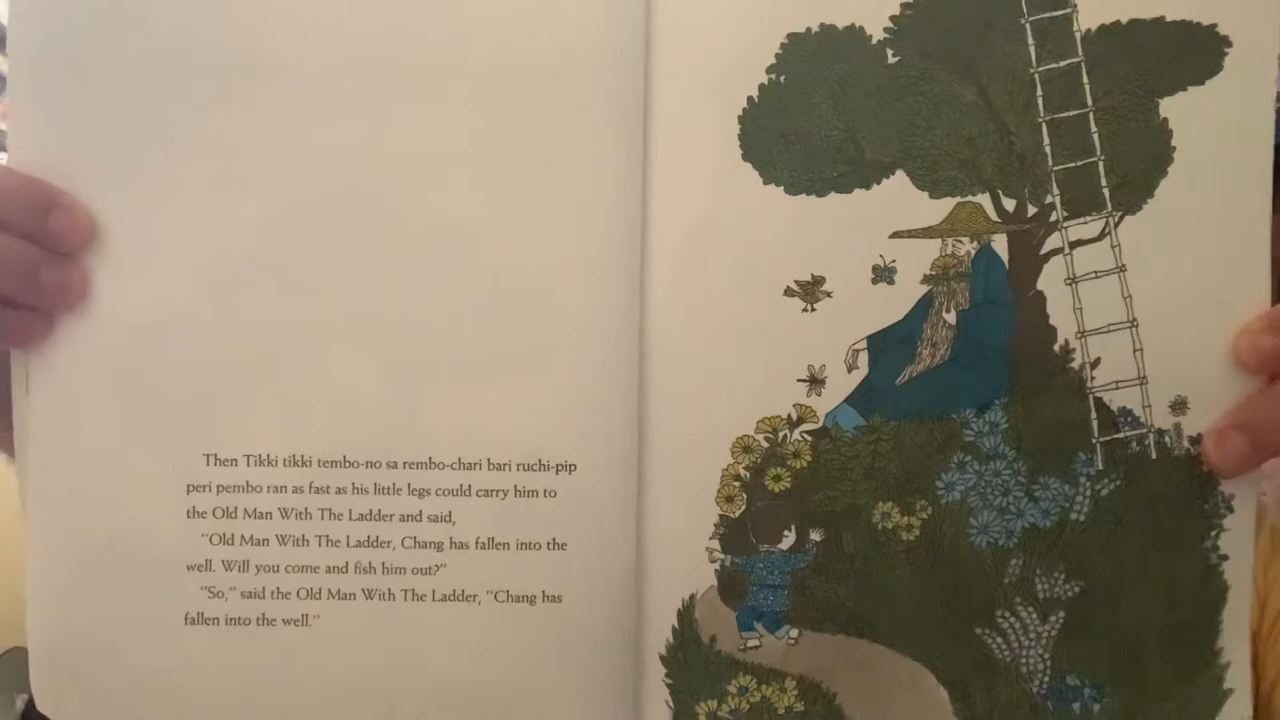 Then Tikki tikki tembo-no sa rembo-chari bari ruchi-pip
peri pembo ran as fast as his little legs could carry him to
the Old Man With The Ladder and said,
"Old Man With The Ladder, Chang has fallen into the
well. Will you come and fish him out?"
"So," said the Old Man With The Ladder, "Chang has
fallen into the well."